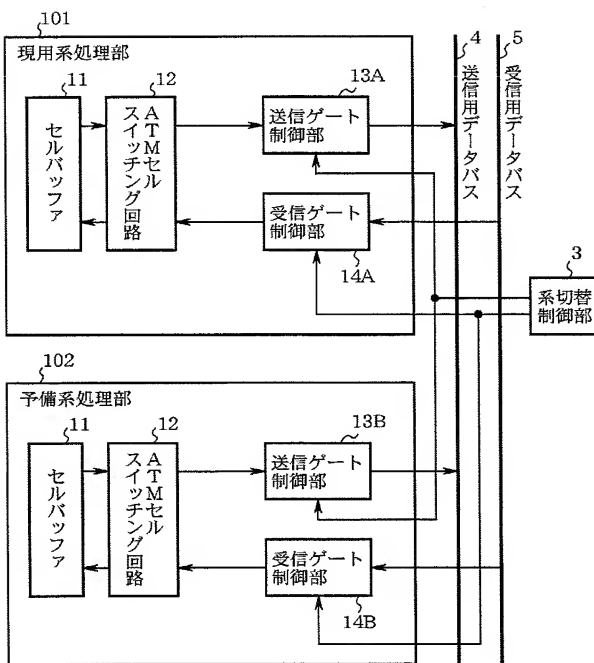 101
現用系処理部
11
セルバッファ
12
ATMセル
スイッチング回路
13A
送信ゲート
制御部
受信ゲート
制御部
14A
4
送信用データバス
5
受信用データバス
3
系切替
制御部
102
予備系処理部
11
セルバッファ
12
ATMセル
スイッチング回路
13B
送信ゲート
制御部
受信ゲート
制御部
14B